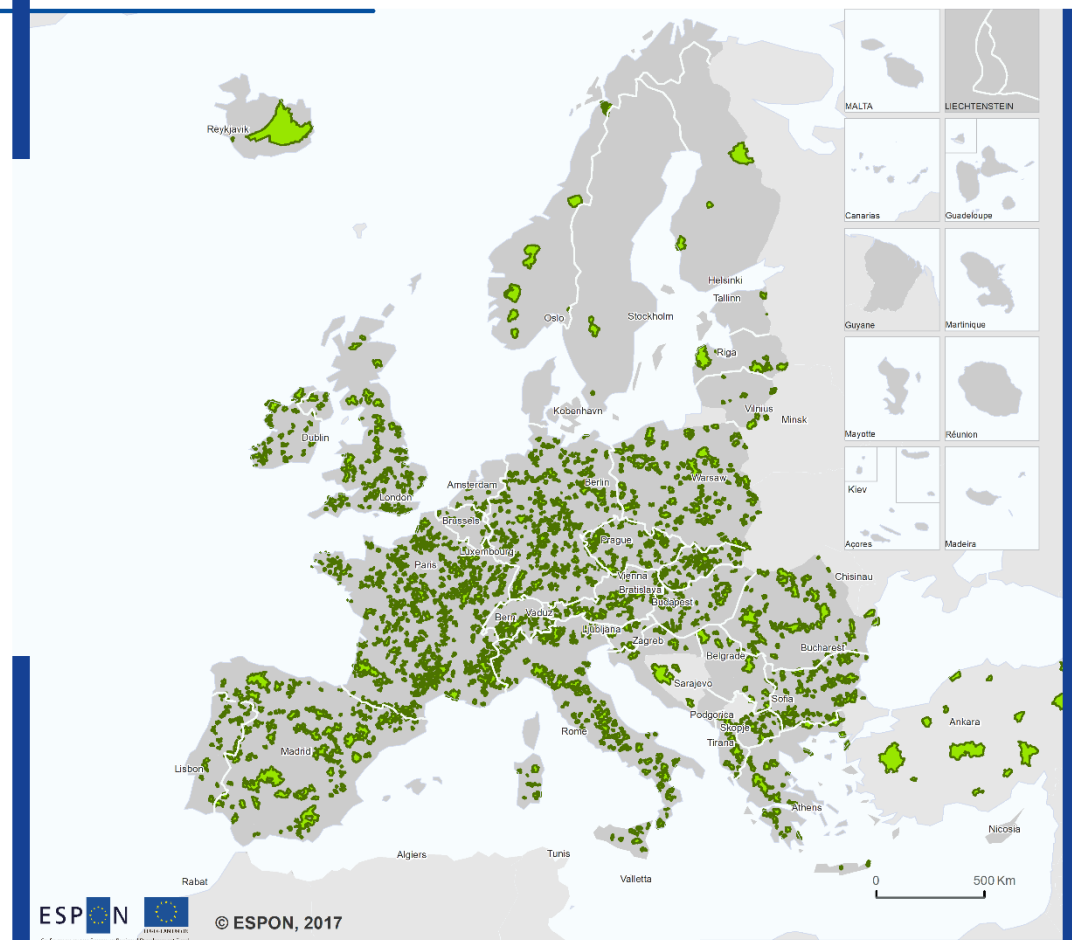 MALTA
LIECHTENSTEIN
Reykjavik
Canarias
Guadeloupe
Helsinki
Tallinn
Oslo
Stockholm
Guyane
Martinique
Riga
Kobenhavn
Vilnius
Minsk
Mayotte
Réunion
Dublin
Amsterdam
Berlin
Warsaw
London
Kiev
Brussels
Açores
Madeira
Prague
Luxembourg
Paris
Vienna
Chisinau
Bratislava
Budapest
Vaduz
Bern
Ljubljana
Zagreb
Bucharest
Belgrade
Sarajevo
Sofia
Podgorica
Ankara
Skopje
Rome
Tirana
Madrid
Lisbon
Athens
Nicosia
Algiers
Tunis
Valletta
Rabat
0 500 Km
ESPON
© ESPON, 2017